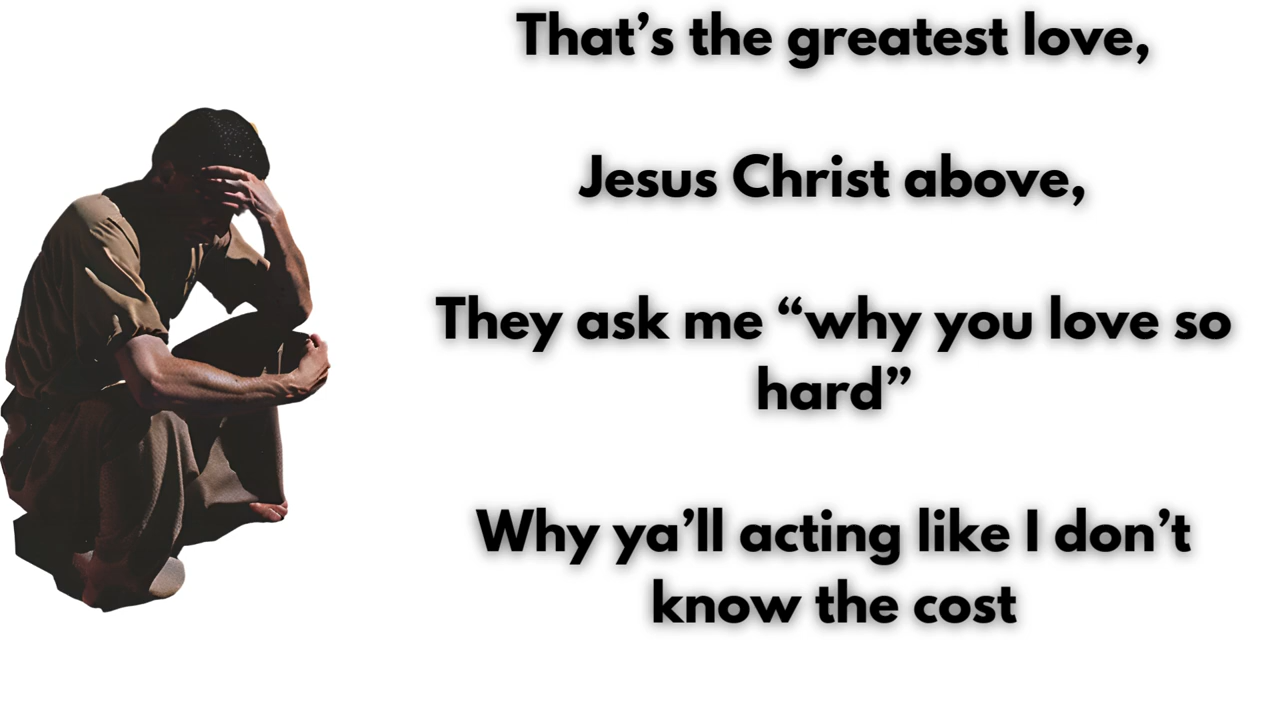 That’s the greatest love,
Jesus Christ above,
They ask me “why you love so
hard”
Why ya’ll acting like I don’t
know the cost